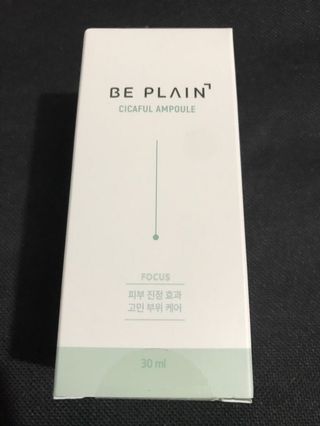 BE PLAIN
CICAFUL AMPOULE
FOCUS
피부 진정 효과
고민 부위 케어
30 ml